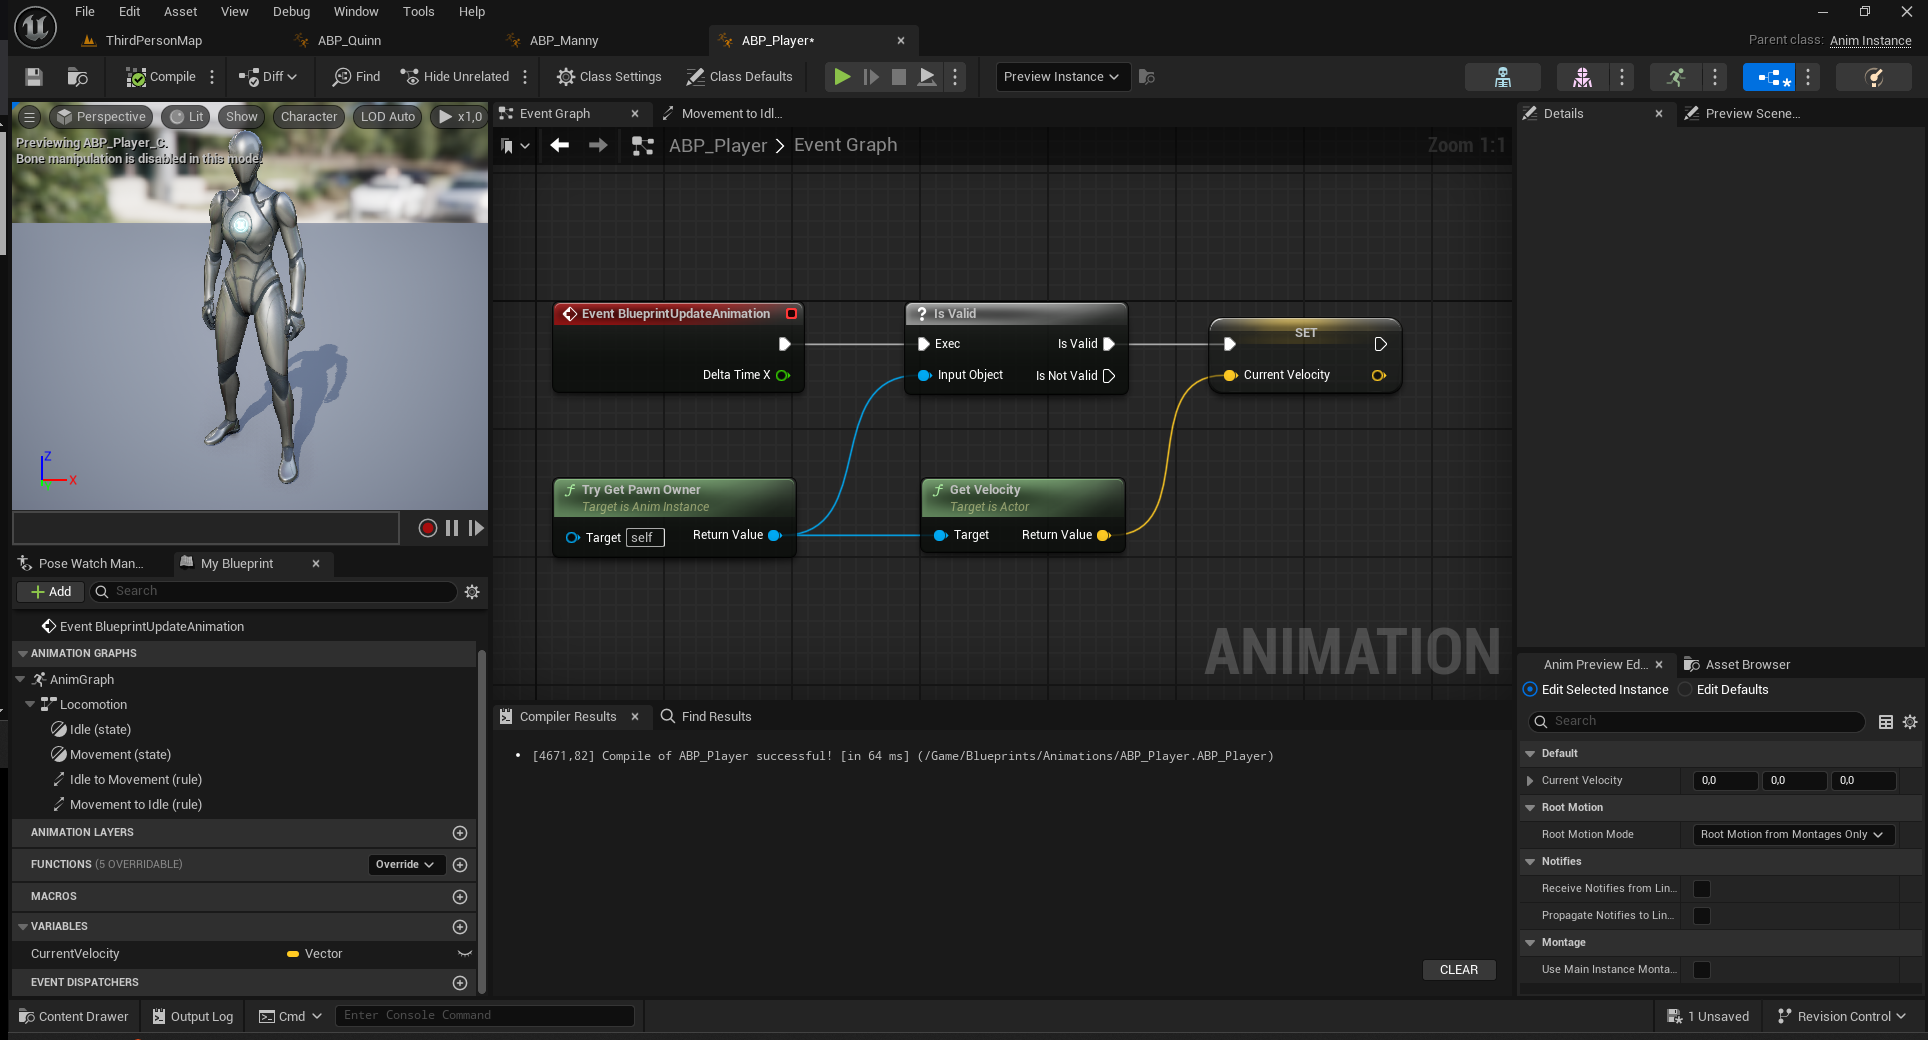 File Edit Asset View Debug Window Tools Help
ThirdPersonMap ABP_Quinn ABP_Manny ABP_Player*
Parent class: Anim Instance
Compile Diff Find Hide Unrelated Class Settings Class Defaults Preview Instance
Perspective Lit Show Character LOD Auto x1,0
Previewing ABP_Player_C.
Bone manipulation is disabled in this mode.
Z
X
Event Graph Movement to Idl...
ABP_Player > Event Graph
Zoom 1:1
Event BlueprintUpdateAnimation
Delta Time X
? Is Valid
Exec Is Valid
Input Object Is Not Valid
SET
Current Velocity
f Try Get Pawn Owner
Target is Anim Instance
Target self Return Value
f Get Velocity
Target is Actor
Target Return Value
ANIMATION
Pose Watch Man... My Blueprint
Add Search
Event BlueprintUpdateAnimation
ANIMATION GRAPHS
AnimGraph
Locomotion
Idle (state)
Movement (state)
Idle to Movement (rule)
Movement to Idle (rule)
ANIMATION LAYERS
FUNCTIONS (5 OVERRIDABLE) Override
MACROS
VARIABLES
CurrentVelocity Vector
EVENT DISPATCHERS
Compiler Results Find Results
• [4671,82] Compile of ABP_Player successful! [in 64 ms] (/Game/Blueprints/Animations/ABP_Player.ABP_Player)
CLEAR
Details Preview Scene...
Anim Preview Ed... Asset Browser
Edit Selected Instance Edit Defaults
Search
Default
Current Velocity 0,0 0,0 0,0
Root Motion
Root Motion Mode Root Motion from Montages Only
Notifies
Receive Notifies from Lin...
Propagate Notifies to Lin...
Montage
Use Main Instance Monta...
Content Drawer Output Log Cmd Enter Console Command
1 Unsaved Revision Control